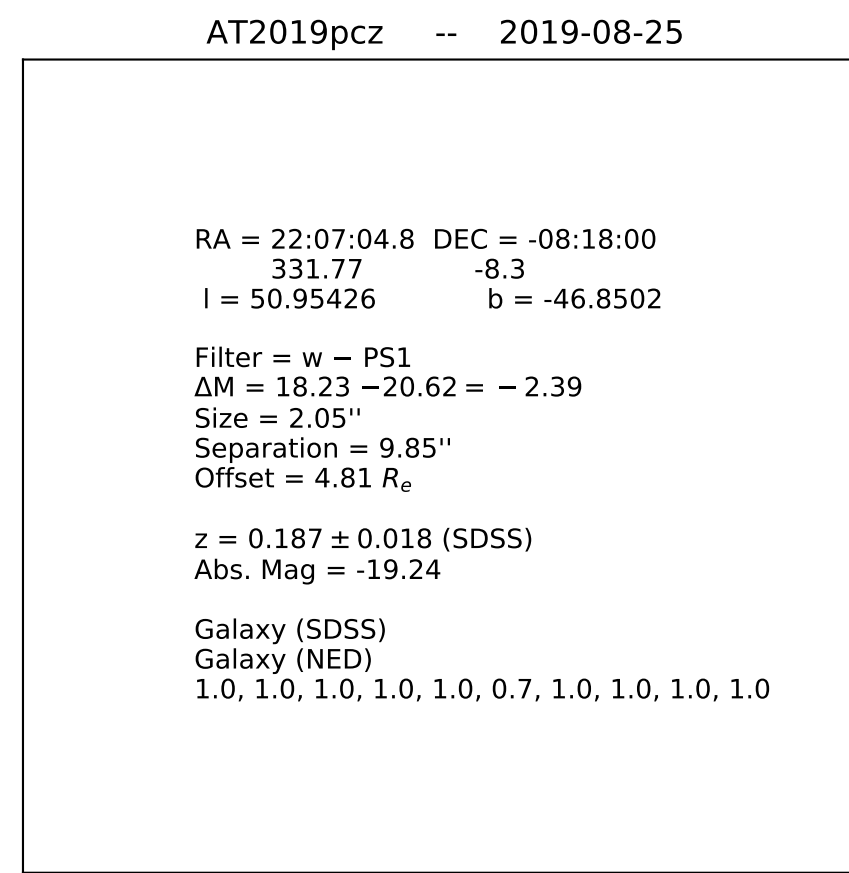 AT2019pcz -- 2019-08-25
RA = 22:07:04.8 DEC = -08:18:00
331.77 -8.3
l = 50.95426 b = -46.8502
Filter = w − PS1
ΔM = 18.23 −20.62 = − 2.39
Size = 2.05''
Separation = 9.85''
Offset = 4.81 Rₑ
z = 0.187 ± 0.018 (SDSS)
Abs. Mag = -19.24
Galaxy (SDSS)
Galaxy (NED)
1.0, 1.0, 1.0, 1.0, 1.0, 0.7, 1.0, 1.0, 1.0, 1.0